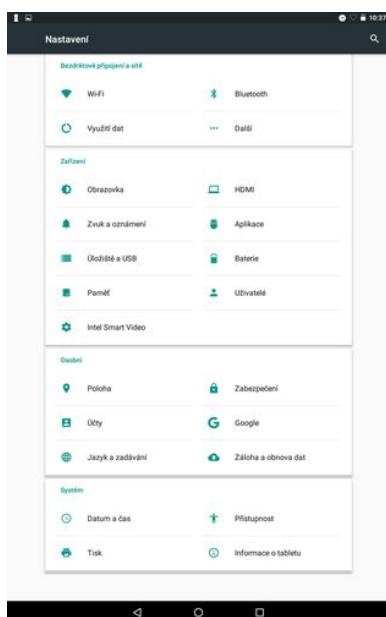 10:37
Nastavení
Bezdrátová připojení a sítě
Wi-Fi
Bluetooth
Využití dat
Další
Zařízení
Obrazovka
HDMI
Zvuk a oznámení
Aplikace
Úložiště a USB
Baterie
Paměť
Uživatelé
Intel Smart Video
Osobní
Poloha
Zabezpečení
Účty
Google
Jazyk a zadávání
Záloha a obnova dat
Systém
Datum a čas
Přístupnost
Tisk
Informace o tabletu